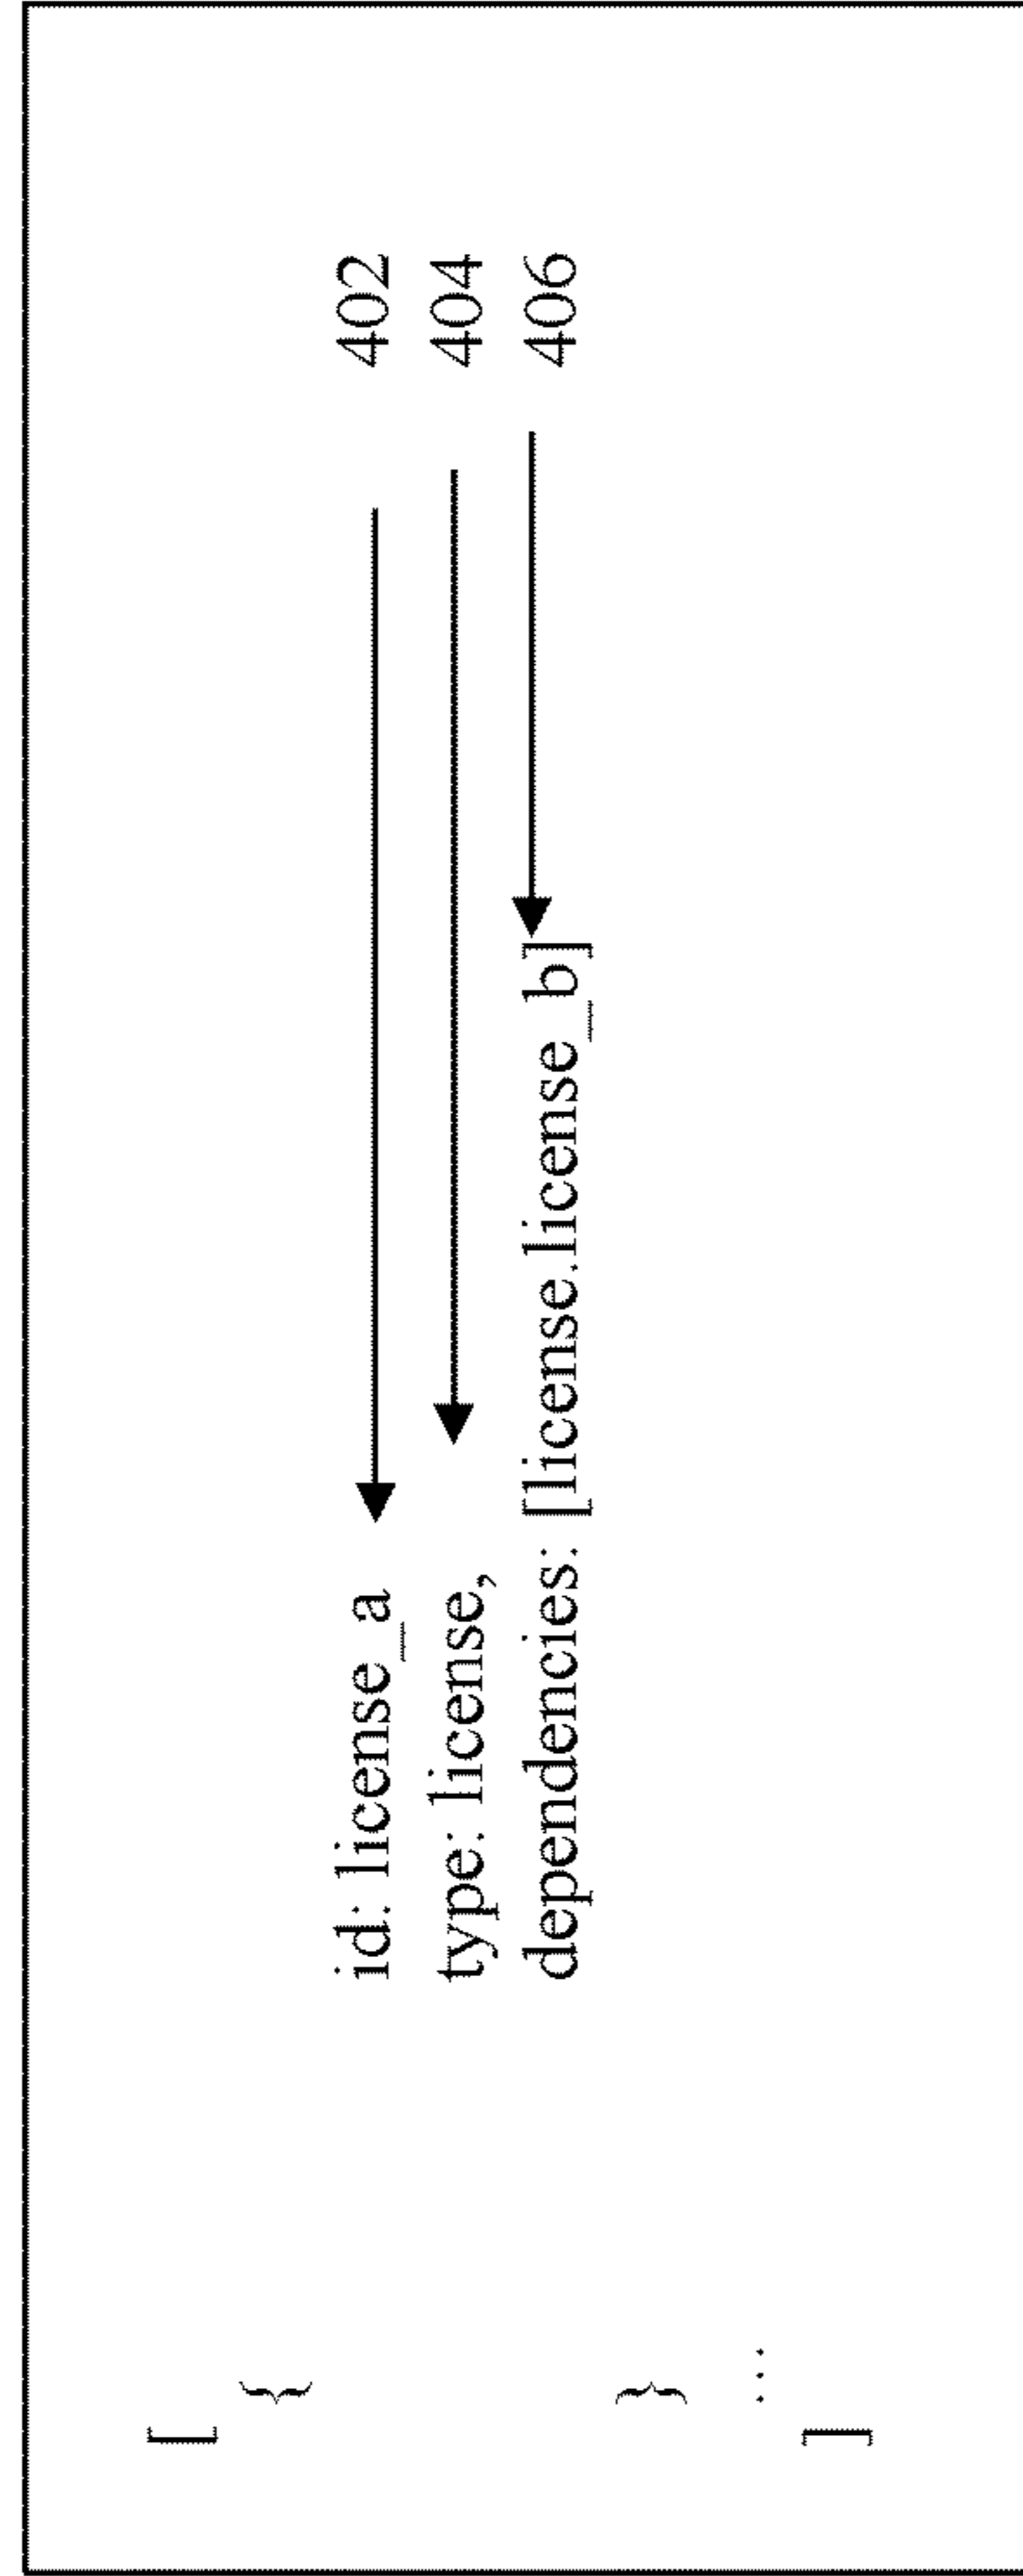 [
{
id: license_a 402
type: license, 404
dependencies: [license.license_b] 406
}
...
]